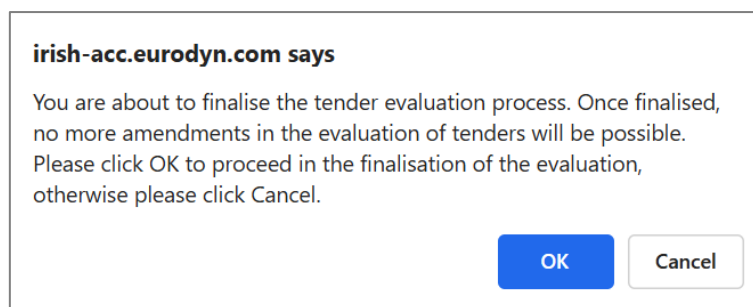 irish-acc.eurodyn.com says
You are about to finalise the tender evaluation process. Once finalised,
no more amendments in the evaluation of tenders will be possible.
Please click OK to proceed in the finalisation of the evaluation,
otherwise please click Cancel.
OK Cancel